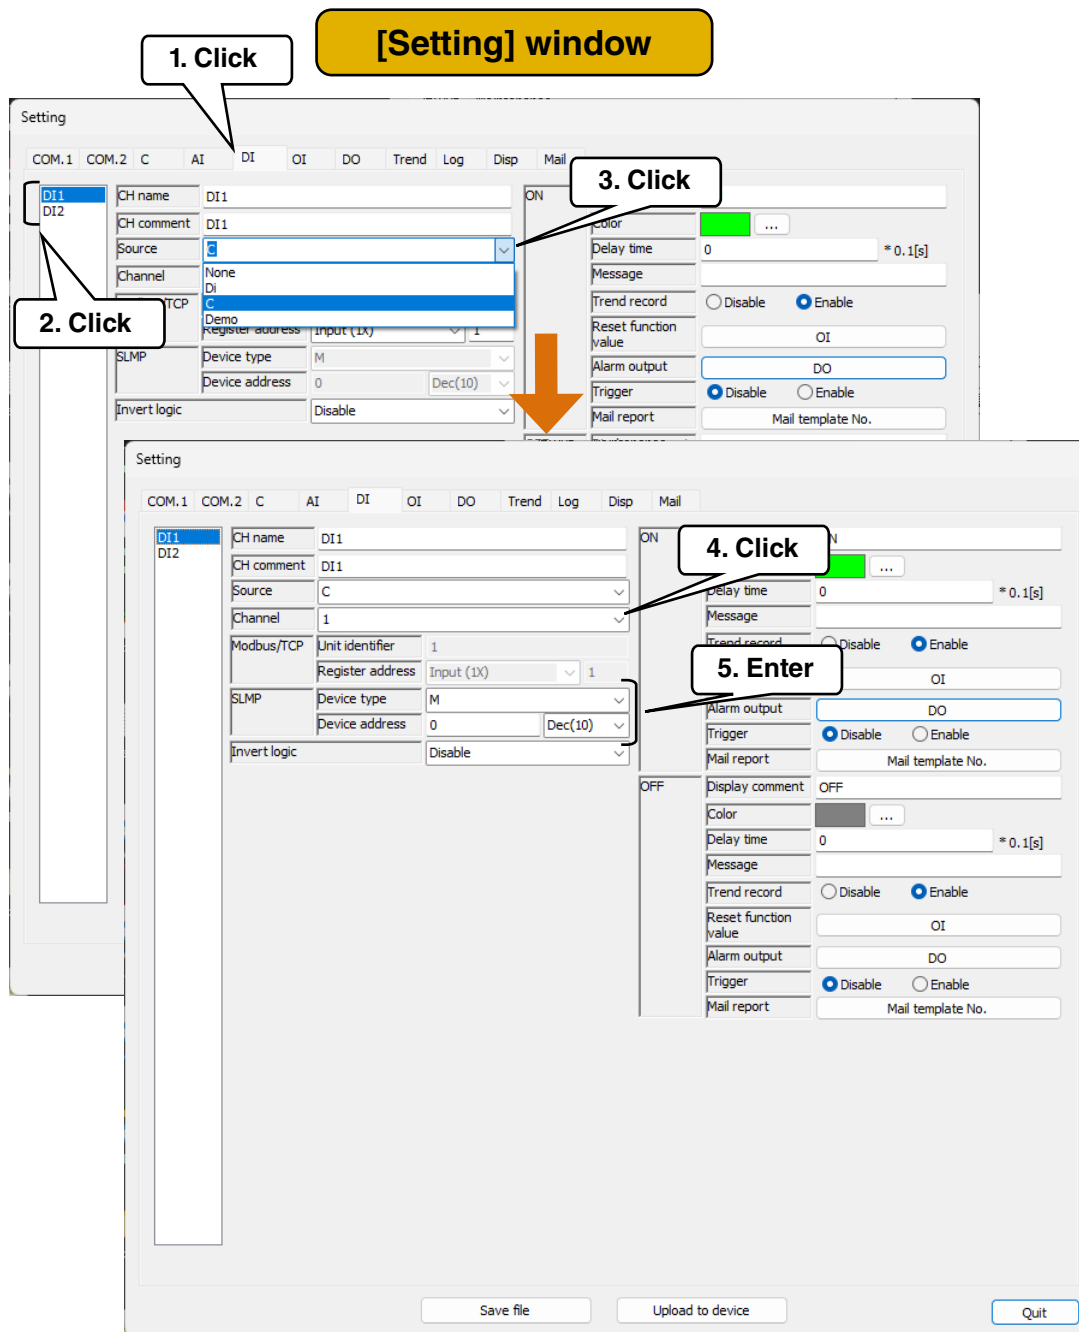 [Setting] window
1. Click
Setting
COM.1 COM.2 C AI DI OI DO Trend Log Disp Mail
3. Click
DI1
DI2
CH name DI1
CH comment DI1
Source C
None
Di
C
Demo
Channel
/TCP
Register address Input (1X) 1
SLMP Device type M
Device address 0 Dec(10)
Invert logic Disable
2. Click
ON
Color ...
Delay time 0 * 0.1[s]
Message
Trend record Disable Enable
Reset function value OI
Alarm output DO
Trigger Disable Enable
Mail report Mail template No.
Setting
COM.1 COM.2 C AI DI OI DO Trend Log Disp Mail
DI1
DI2
CH name DI1
CH comment DI1
Source C
Channel 1
Modbus/TCP Unit identifier 1
Register address Input (1X) 1
SLMP Device type M
Device address 0 Dec(10)
Invert logic Disable
4. Click
5. Enter
ON N
...
Delay time 0 * 0.1[s]
Message
Trend record Disable Enable
OI
Alarm output DO
Trigger Disable Enable
Mail report Mail template No.
OFF Display comment OFF
Color ...
Delay time 0 * 0.1[s]
Message
Trend record Disable Enable
Reset function value OI
Alarm output DO
Trigger Disable Enable
Mail report Mail template No.
Save file Upload to device Quit